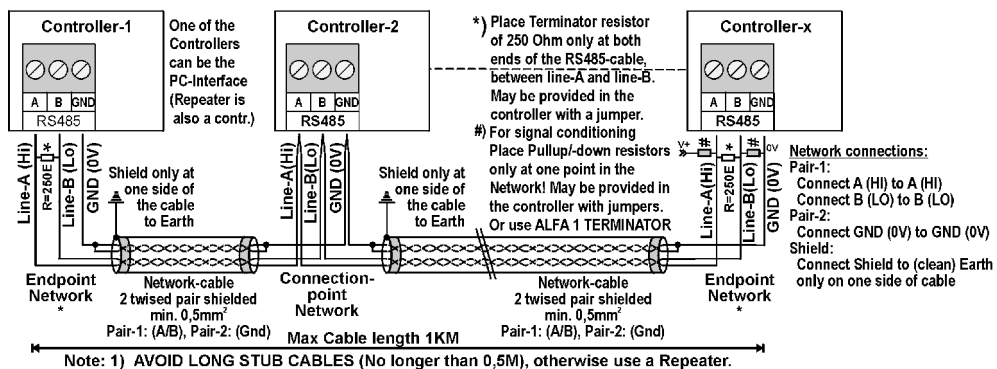 Controller-1
A B GND
RS485
One of the
Controllers
can be the
PC-Interface
(Repeater is
also a contr.)
Controller-2
A B GND
RS485
*) Place Terminator resistor
of 250 Ohm only at both
ends of the RS485-cable,
between line-A and line-B.
May be provided in the
controller with a jumper.
#) For signal conditioning
Place Pullup/-down resistors
only at one point in the
Network! May be provided in
the controller with jumpers.
Or use ALFA 1 TERMINATOR
Controller-x
A B GND
RS485
Line-A (Hi)
R=250E
*
Line-B (Lo)
GND (0V)
Shield only at
one side of
the cable
to Earth
Line-A(Hi)
Line-B(Lo)
GND (0V)
Shield only at
one side of
the cable
to Earth
V+
#
*
#
0V
Line-A(Hi)
R=250E
Line-B(Lo)
GND (0V)
Network connections:
Pair-1:
Connect A (HI) to A (HI)
Connect B (LO) to B (LO)
Pair-2:
Connect GND (0V) to GND (0V)
Shield:
Connect Shield to (clean) Earth
only on one side of cable
Endpoint
Network
*
Network-cable
2 twised pair shielded
min. 0,5mm²
Pair-1: (A/B), Pair-2: (Gnd)
Connection-
point
Network
Network-cable
2 twised pair shielded
min. 0,5mm²
Pair-1: (A/B), Pair-2: (Gnd)
Endpoint
Network
*
Max Cable length 1KM
Note: 1) AVOID LONG STUB CABLES (No longer than 0,5M), otherwise use a Repeater.